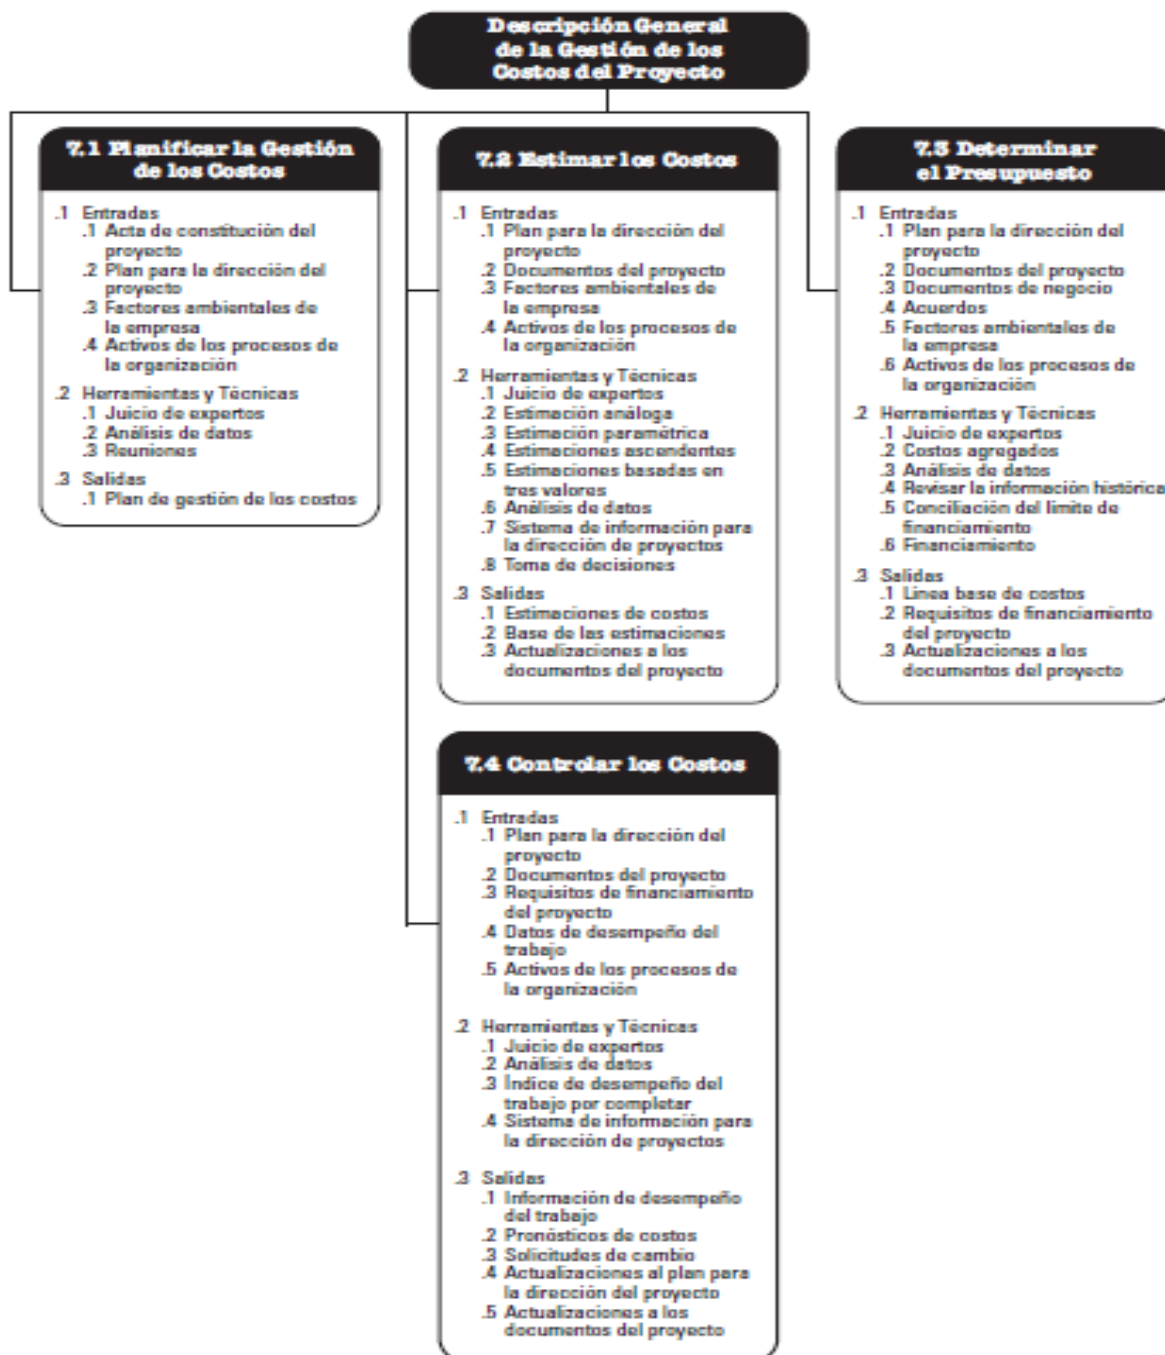 Descripción General
de la Gestión de los
Costos del Proyecto
7.1 Planificar la Gestión
de los Costos
.1 Entradas
.1 Acta de constitución del
proyecto
.2 Plan para la dirección del
proyecto
.3 Factores ambientales de
la empresa
.4 Activos de los procesos de
la organización
.2 Herramientas y Técnicas
.1 Juicio de expertos
.2 Análisis de datos
.3 Reuniones
.3 Salidas
.1 Plan de gestión de los costos
7.2 Estimar los Costos
.1 Entradas
.1 Plan para la dirección del
proyecto
.2 Documentos del proyecto
.3 Factores ambientales de
la empresa
.4 Activos de los procesos de
la organización
.2 Herramientas y Técnicas
.1 Juicio de expertos
.2 Estimación análoga
.3 Estimación paramétrica
.4 Estimaciones ascendentes
.5 Estimaciones basadas en
tres valores
.6 Análisis de datos
.7 Sistema de información para
la dirección de proyectos
.8 Toma de decisiones
.3 Salidas
.1 Estimaciones de costos
.2 Base de las estimaciones
.3 Actualizaciones a los
documentos del proyecto
7.3 Determinar
el Presupuesto
.1 Entradas
.1 Plan para la dirección del
proyecto
.2 Documentos del proyecto
.3 Documentos de negocio
.4 Acuerdos
.5 Factores ambientales de
la empresa
.6 Activos de los procesos de
la organización
.2 Herramientas y Técnicas
.1 Juicio de expertos
.2 Costos agregados
.3 Análisis de datos
.4 Revisar la información histórica
.5 Conciliación del límite de
financiamiento
.6 Financiamiento
.3 Salidas
.1 Línea base de costos
.2 Requisitos de financiamiento
del proyecto
.3 Actualizaciones a los
documentos del proyecto
7.4 Controlar los Costos
.1 Entradas
.1 Plan para la dirección del
proyecto
.2 Documentos del proyecto
.3 Requisitos de financiamiento
del proyecto
.4 Datos de desempeño del
trabajo
.5 Activos de los procesos de
la organización
.2 Herramientas y Técnicas
.1 Juicio de expertos
.2 Análisis de datos
.3 Índice de desempeño del
trabajo por completar
.4 Sistema de información para
la dirección de proyectos
.3 Salidas
.1 Información de desempeño
del trabajo
.2 Pronósticos de costos
.3 Solicitudes de cambio
.4 Actualizaciones al plan para
la dirección del proyecto
.5 Actualizaciones a los
documentos del proyecto